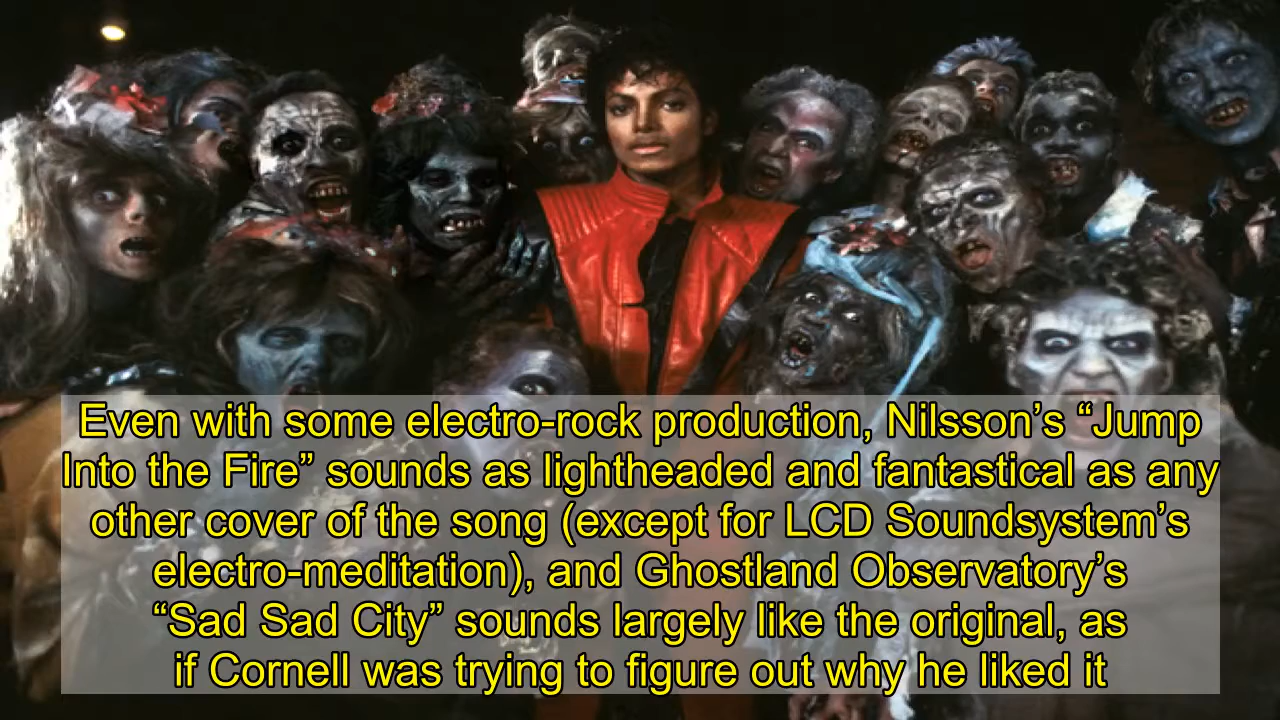 Even with some electro-rock production, Nilsson’s “Jump
Into the Fire” sounds as lightheaded and fantastical as any
other cover of the song (except for LCD Soundsystem’s
electro-meditation), and Ghostland Observatory’s
“Sad Sad City” sounds largely like the original, as
if Cornell was trying to figure out why he liked it